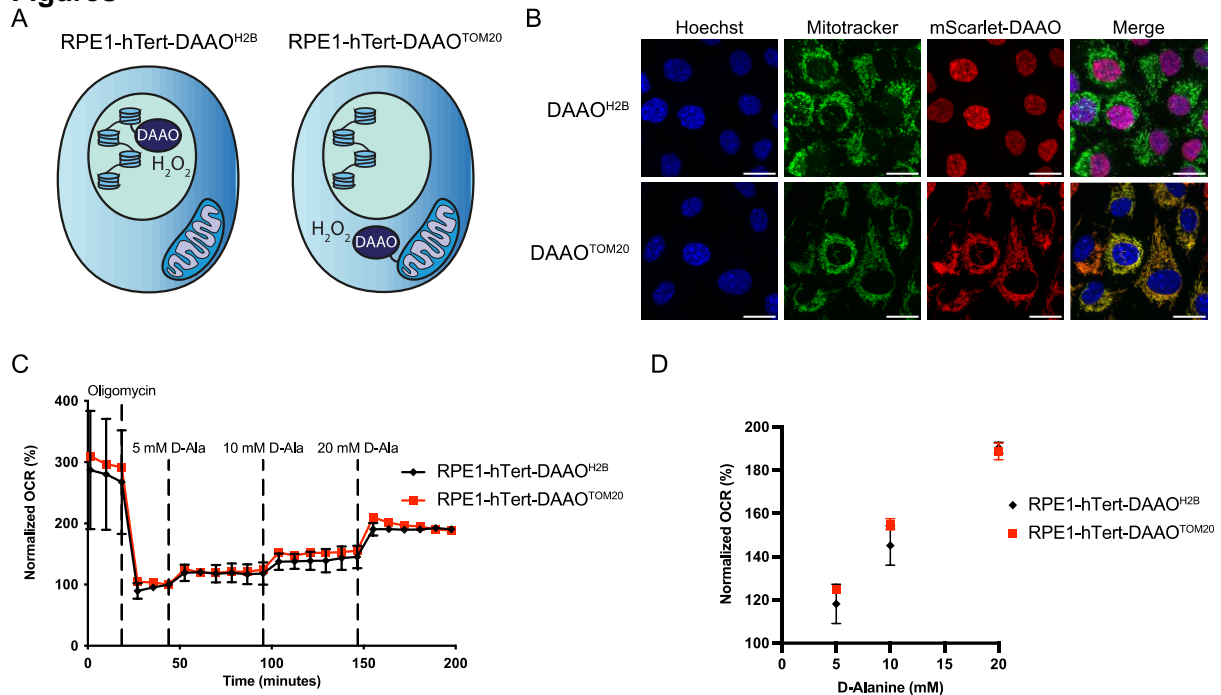 Figures
A
RPE1-hTert-DAAO^H2B
RPE1-hTert-DAAO^TOM20
DAAO
H₂O₂
H₂O₂
DAAO
B
Hoechst Mitotracker mScarlet-DAAO Merge
DAAO^H2B
DAAO^TOM20
C
Oligomycin
5 mM D-Ala
10 mM D-Ala
20 mM D-Ala
Normalized OCR (%)
400
300
200
100
0
0 50 100 150 200
Time (minutes)
RPE1-hTert-DAAO^H2B
RPE1-hTert-DAAO^TOM20
D
Normalized OCR (%)
200
180
160
140
120
100
0 5 10 15 20
D-Alanine (mM)
RPE1-hTert-DAAO^H2B
RPE1-hTert-DAAO^TOM20